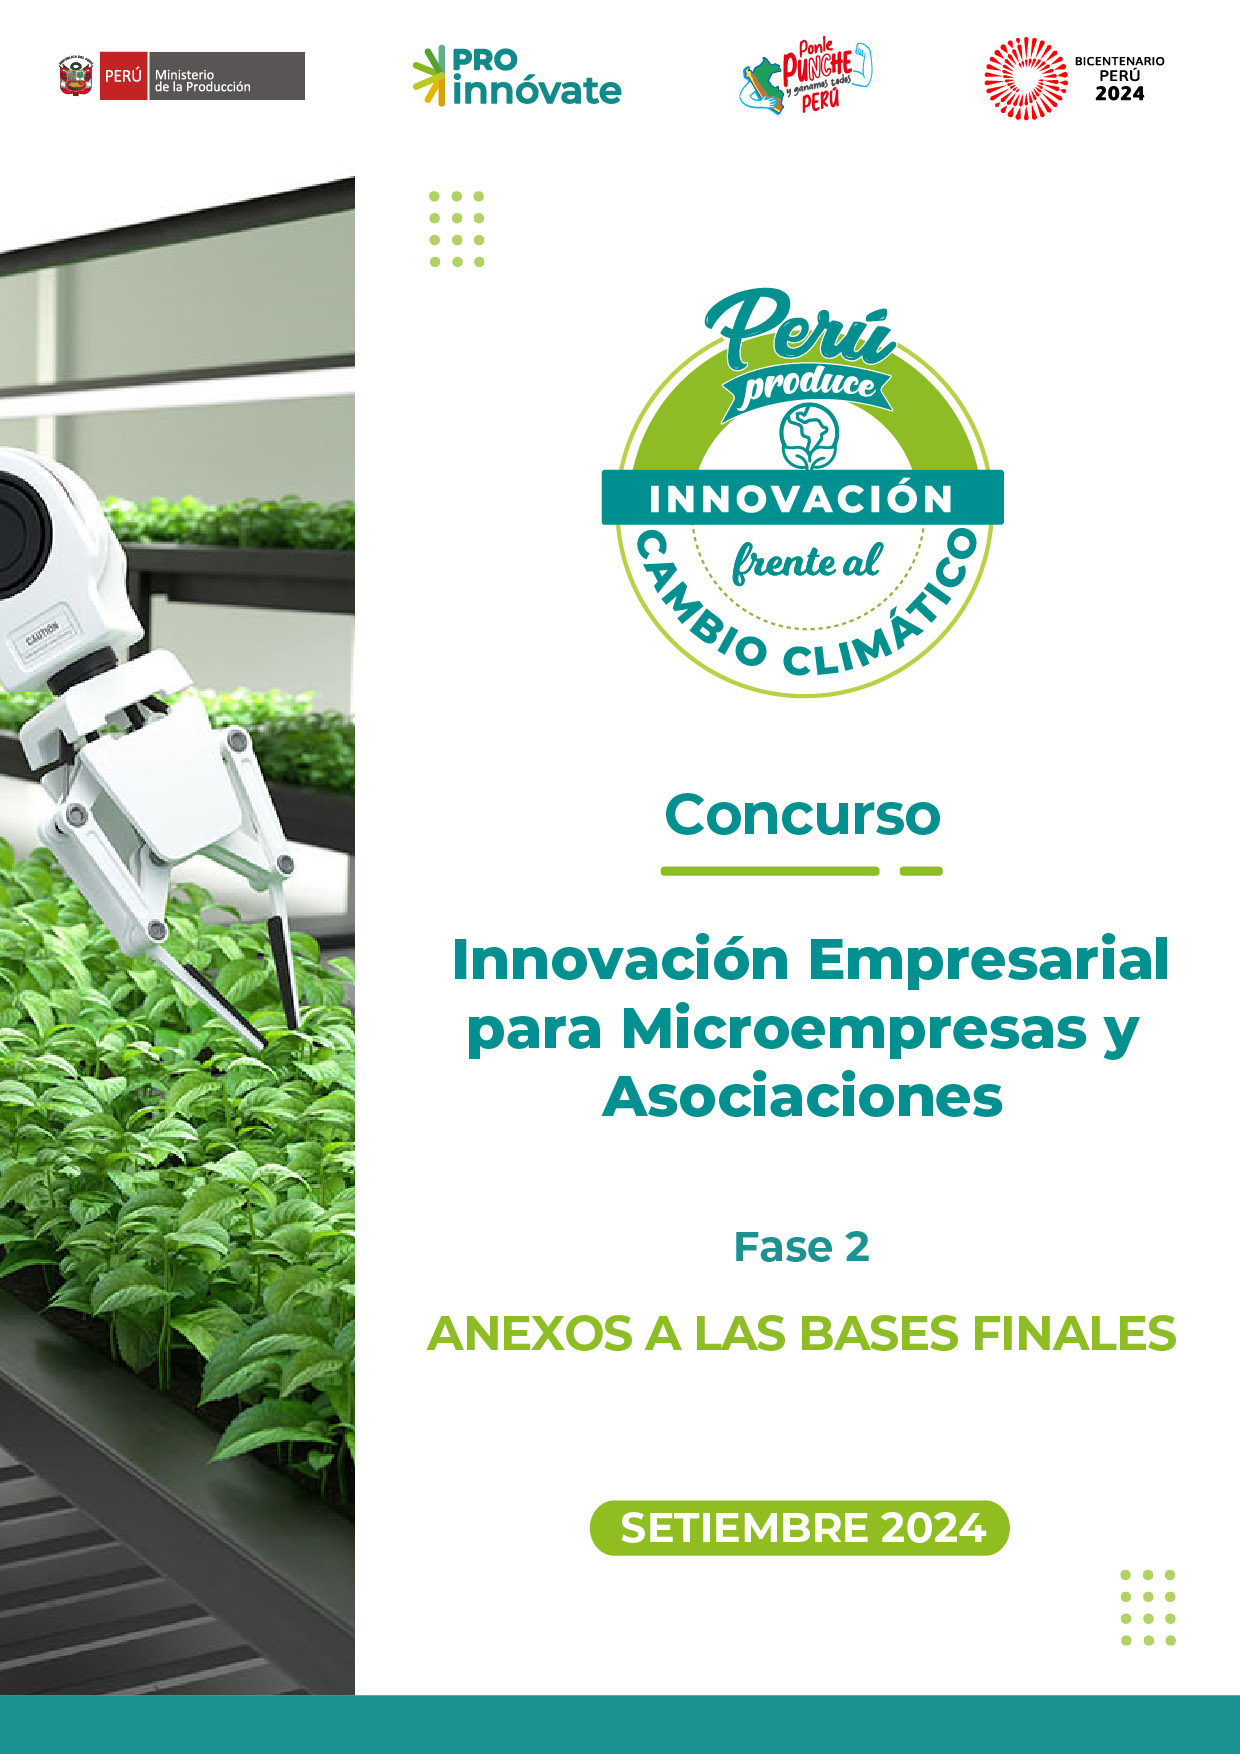 PERÚ
Ministerio
de la Producción
PRO
innóvate
Ponle
PUNCHE
y ganamos todos
PERÚ
BICENTENARIO
PERÚ
2024
Perú
produce
INNOVACIÓN
frente al
CAMBIO CLIMÁTICO
CAUTION
Concurso
Innovación Empresarial
para Microempresas y
Asociaciones
Fase 2
ANEXOS A LAS BASES FINALES
SETIEMBRE 2024